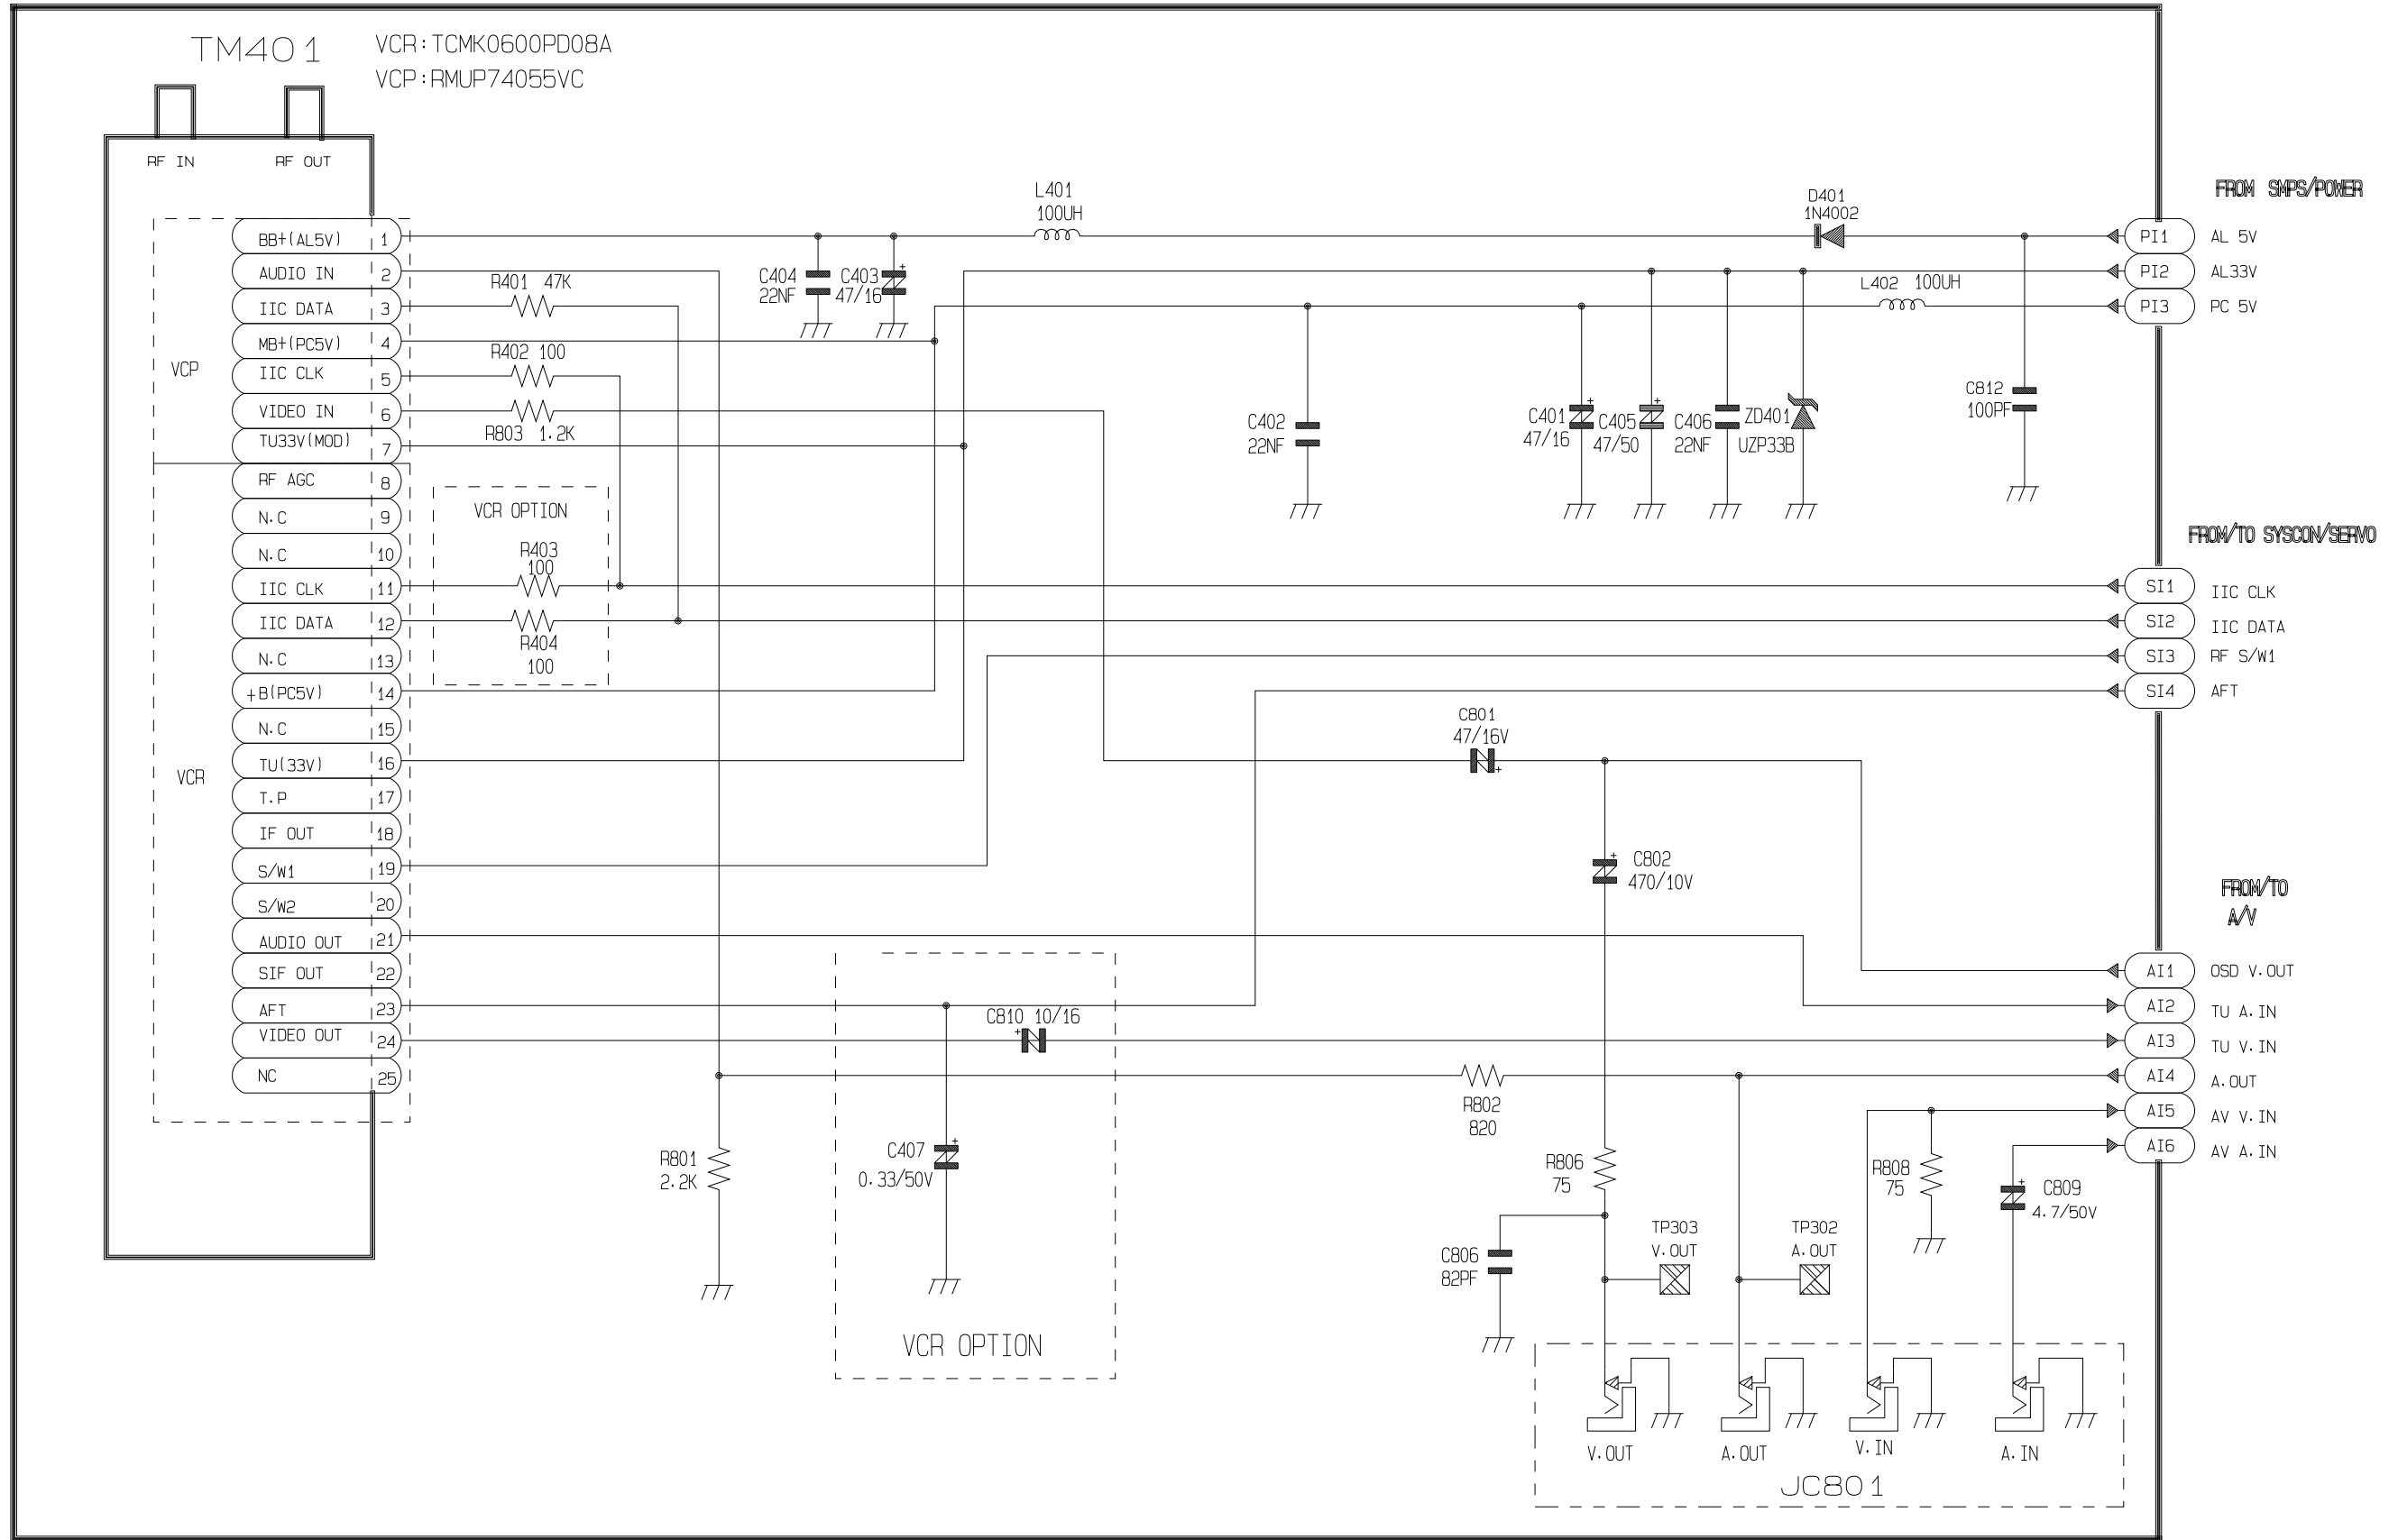 TM401
VCR:TCMK0600PD08A
VCP:RMUP74055VC
RF IN
RF OUT
VCP
BB+(AL5V) 1
AUDIO IN 2
IIC DATA 3
MB+(PC5V) 4
IIC CLK 5
VIDEO IN 6
TU33V(MOD) 7
VCR
RF AGC 8
N.C 9
N.C 10
IIC CLK 11
IIC DATA 12
N.C 13
+B(PC5V) 14
N.C 15
TU(33V) 16
T.P 17
IF OUT 18
S/W1 19
S/W2 20
AUDIO OUT 21
SIF OUT 22
AFT 23
VIDEO OUT 24
NC 25
R401 47K
R402 100
R803 1.2K
VCR OPTION
R403
100
R404
100
C404
22NF
C403
+
47/16
L401
100UH
D401
1N4002
L402 100UH
C402
22NF
C401
+
47/16
C405
+
47/50
C406
22NF
ZD401
UZP33B
C812
100PF
FROM SMPS/POWER
PI1 AL 5V
PI2 AL33V
PI3 PC 5V
FROM/TO SYSCON/SERVO
SI1 IIC CLK
SI2 IIC DATA
SI3 RF S/W1
SI4 AFT
C801
47/16V
+
C802
+
470/10V
FROM/TO
A/V
AI1 OSD V.OUT
AI2 TU A.IN
AI3 TU V.IN
AI4 A.OUT
AI5 AV V.IN
AI6 AV A.IN
C810 10/16
+
R801
2.2K
C407
+
0.33/50V
VCR OPTION
R802
820
R806
75
C806
82PF
TP303
V.OUT
TP302
A.OUT
R808
75
C809
+
4.7/50V
V.OUT
A.OUT
V.IN
A.IN
JC801